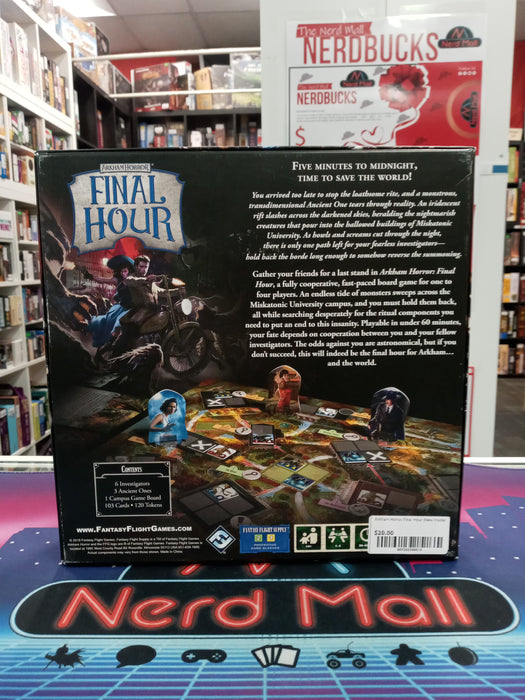 The Nerd Mall
NERDBUCKS
Nerd Mall
The Nerd Mall
NERDBUCKS
$
ARKHAM HORROR
FINAL
HOUR
FIVE MINUTES TO MIDNIGHT,
TIME TO SAVE THE WORLD!
You arrived too late to stop the loathsome rite, and a monstrous,
transdimensional Ancient One tears through reality. An iridescent
rift slashes across the darkened skies, heralding the nightmarish
creatures that pour into the hallowed buildings of Miskatonic
University. As howls and screams cut through the night,
there is only one path left for your fearless investigators—
hold back the horde long enough to somehow reverse the summoning.
Gather your friends for a last stand in Arkham Horror: Final
Hour, a fully cooperative, fast-paced board game for one to
four players. An endless tide of monsters sweeps across the
Miskatonic University campus, and you must hold them back,
all while searching desperately for the ritual components you
need to put an end to this insanity. Playable in under 60 minutes,
your fate depends on cooperation between you and your fellow
investigators. The odds against you are astronomical, but if you
don't succeed, this will indeed be the final hour for Arkham…
and the world.
CONTENTS
6 Investigators
3 Ancient Ones
1 Campus Game Board
103 Cards • 120 Tokens
WWW.FANTASYFLIGHTGAMES.COM
FANTASY FLIGHT SUPPLY
$20.00
Nerd Mall